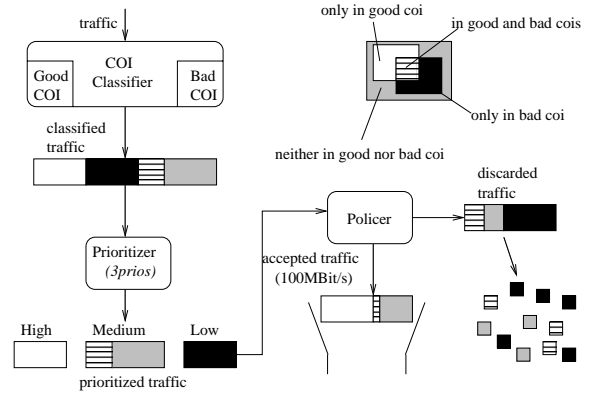 traffic
COI
Classifier
Good
COI
Bad
COI
only in good coi
in good and bad cois
only in bad coi
neither in good nor bad coi
classified
traffic
Prioritizer
(3prios)
High
Medium
Low
prioritized traffic
Policer
accepted traffic
(100MBit/s)
discarded
traffic